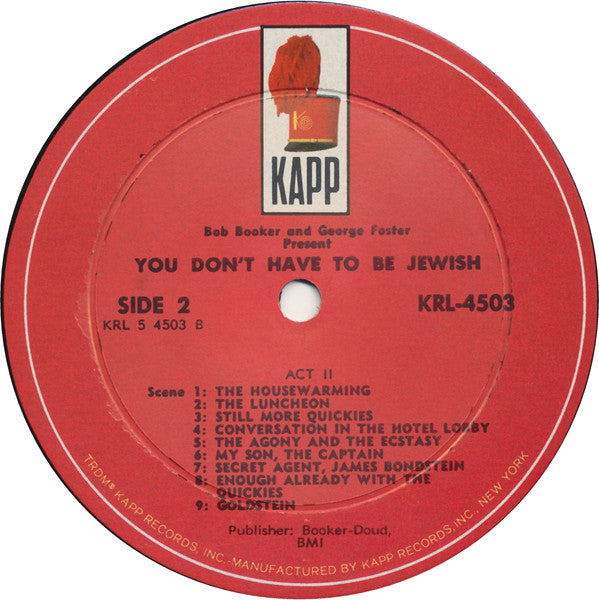 KC
KAPP
Bob Booker and George Foster
Present
YOU DON'T HAVE TO BE JEWISH
SIDE 2
KRL-4503
KRL 5 4503 B
ACT II
Scene 1: THE HOUSEWARMING
2: THE LUNCHEON
3: STILL MORE QUICKIES
4: CONVERSATION IN THE HOTEL LOBBY
5: THE AGONY AND THE ECSTASY
6: MY SON, THE CAPTAIN
7: SECRET AGENT, JAMES BONDSTEIN
8: ENOUGH ALREADY WITH THE
QUICKIES
9: GOLDSTEIN
Publisher: Booker-Doud,
BMI
TRDM® KAPP RECORDS, INC.-MANUFACTURED BY KAPP RECORDS, INC., NEW YORK